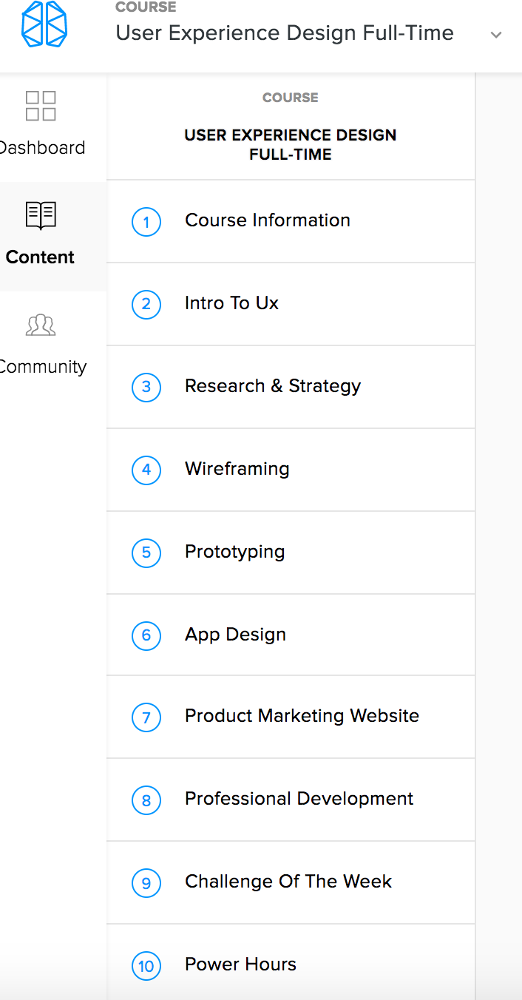 COURSE
User Experience Design Full-Time
Dashboard
Content
Community
COURSE
USER EXPERIENCE DESIGN
FULL-TIME
1 Course Information
2 Intro To Ux
3 Research & Strategy
4 Wireframing
5 Prototyping
6 App Design
7 Product Marketing Website
8 Professional Development
9 Challenge Of The Week
10 Power Hours